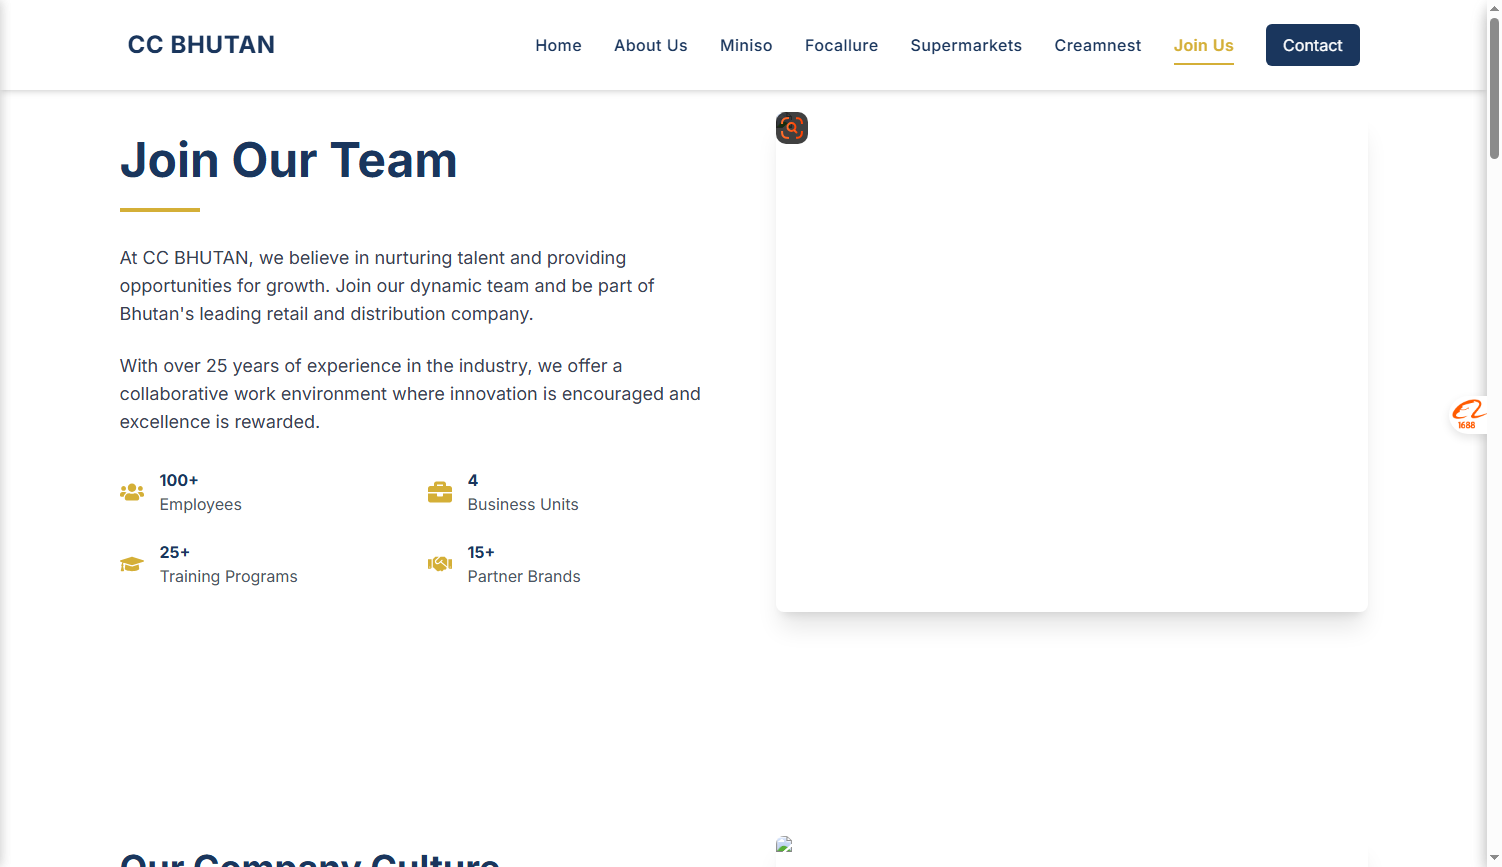 CC BHUTAN
Home
About Us
Miniso
Focallure
Supermarkets
Creamnest
Join Us
Contact
Join Our Team
At CC BHUTAN, we believe in nurturing talent and providing
opportunities for growth. Join our dynamic team and be part of
Bhutan's leading retail and distribution company.
With over 25 years of experience in the industry, we offer a
collaborative work environment where innovation is encouraged and
excellence is rewarded.
100+
Employees
4
Business Units
25+
Training Programs
15+
Partner Brands
1688
Our Company Culture